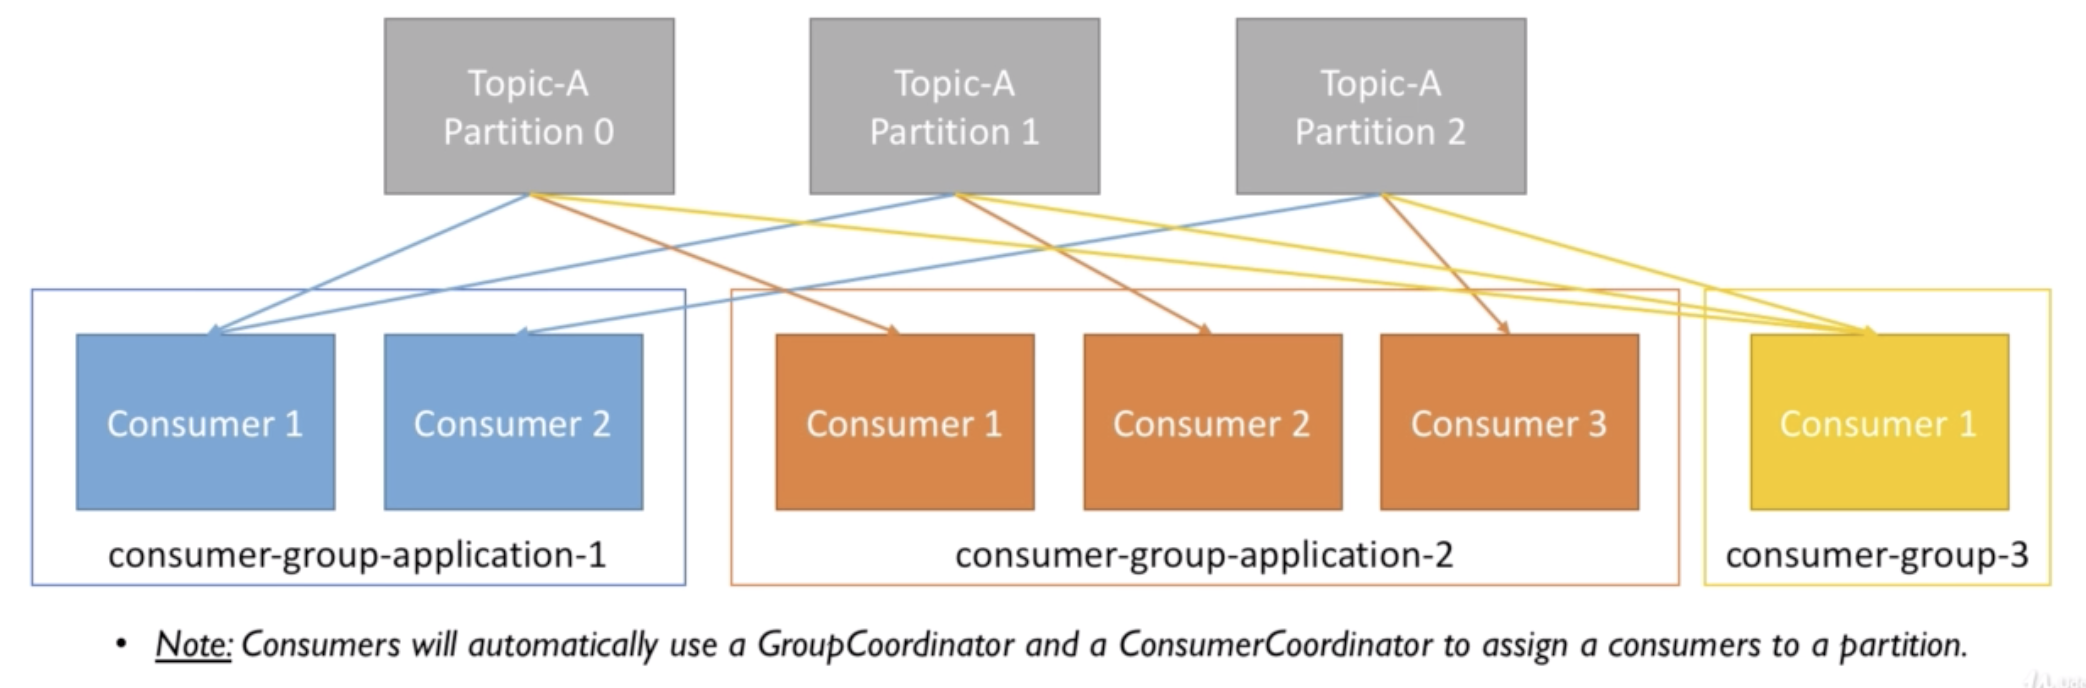 Topic-A
Partition 0
Topic-A
Partition 1
Topic-A
Partition 2
Consumer 1
Consumer 2
Consumer 1
Consumer 2
Consumer 3
Consumer 1
consumer-group-application-1
consumer-group-application-2
consumer-group-3
• Note: Consumers will automatically use a GroupCoordinator and a ConsumerCoordinator to assign a consumers to a partition.